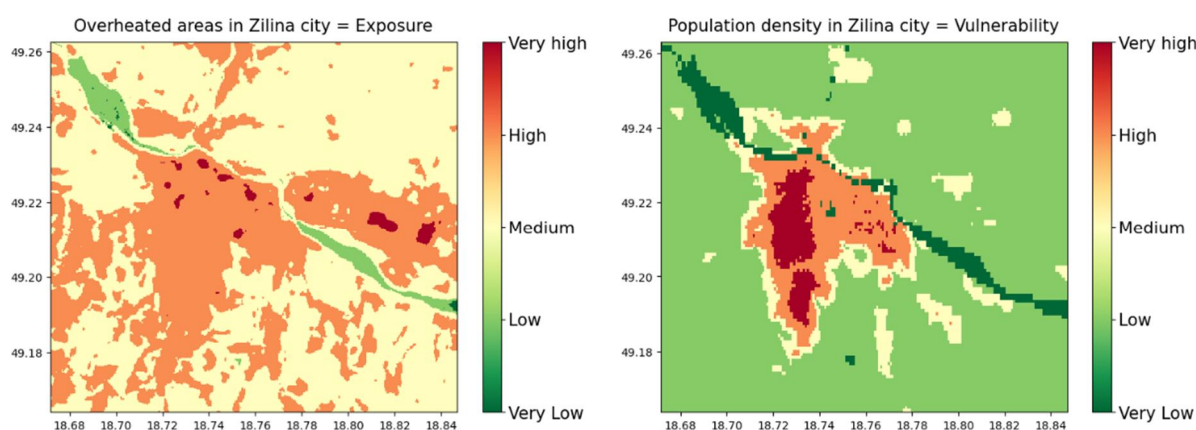 Overheated areas in Zilina city = Exposure
49.26
49.24
49.22
49.20
49.18
18.68 18.70 18.72 18.74 18.76 18.78 18.80 18.82 18.84
Very high
High
Medium
Low
Very Low
Population density in Zilina city = Vulnerability
49.26
49.24
49.22
49.20
49.18
18.68 18.70 18.72 18.74 18.76 18.78 18.80 18.82 18.84
Very high
High
Medium
Low
Very Low